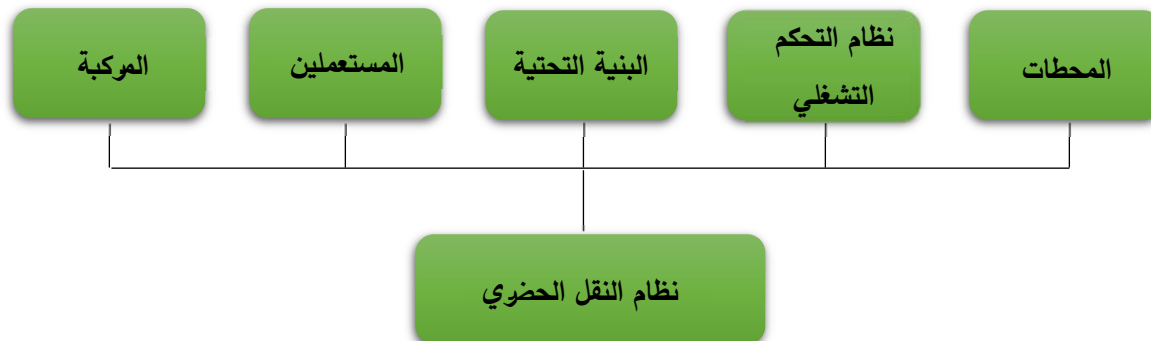 المحطات
نظام التحكم
التشغلي
البنية التحتية
المستعملين
المركبة
نظام النقل الحضري